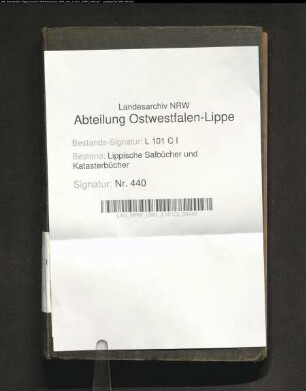 Landesarchiv NRW
Abteilung Ostwestfalen-Lippe
Bestands-Signatur: L 101 C I
Bestand: Lippische Salbücher und
Katasterbücher
Signatur: Nr. 440